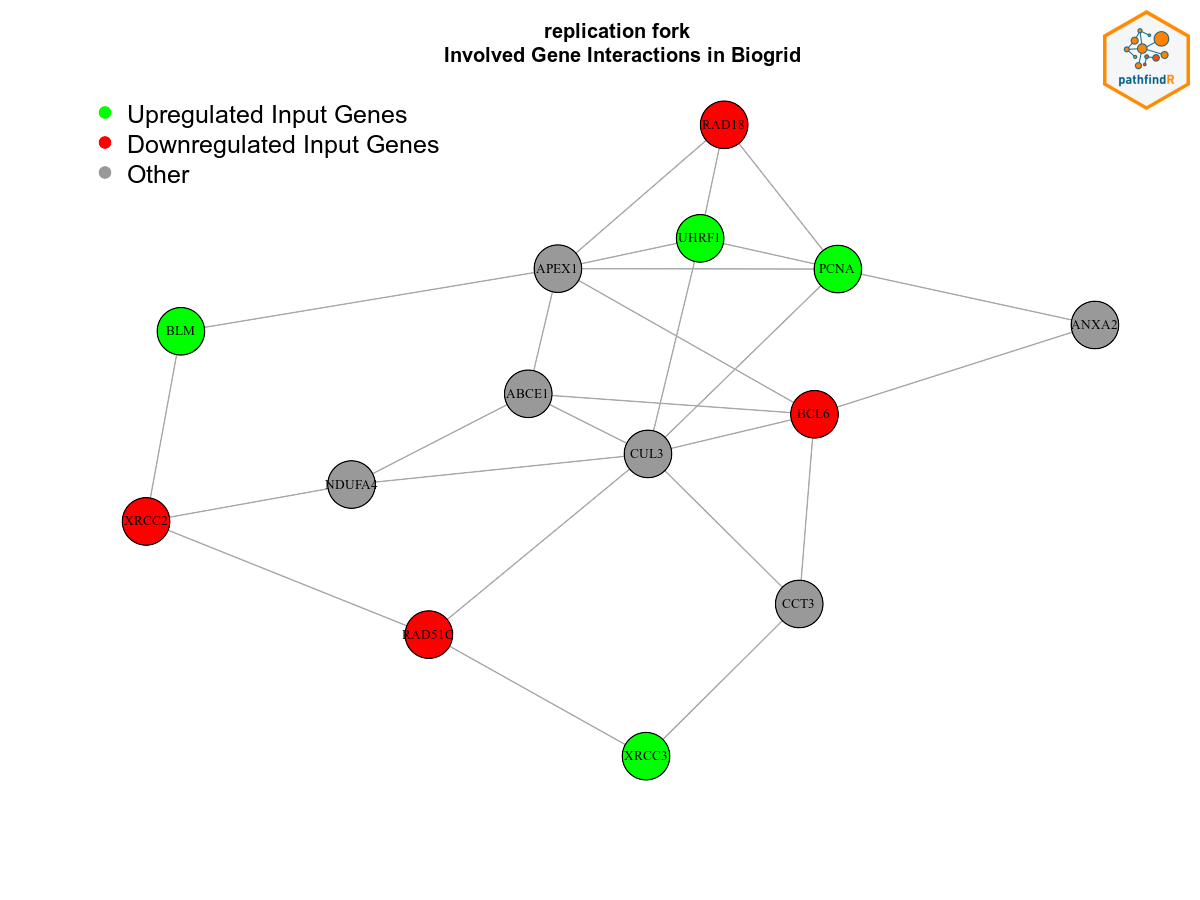 replication fork
Involved Gene Interactions in Biogrid
pathfindR
Upregulated Input Genes
Downregulated Input Genes
Other
RAD18
UHRF1
APEX1
PCNA
ANXA2
BLM
ABCE1
BCL6
CUL3
NDUFA4
XRCC2
CCT3
RAD51C
XRCC3